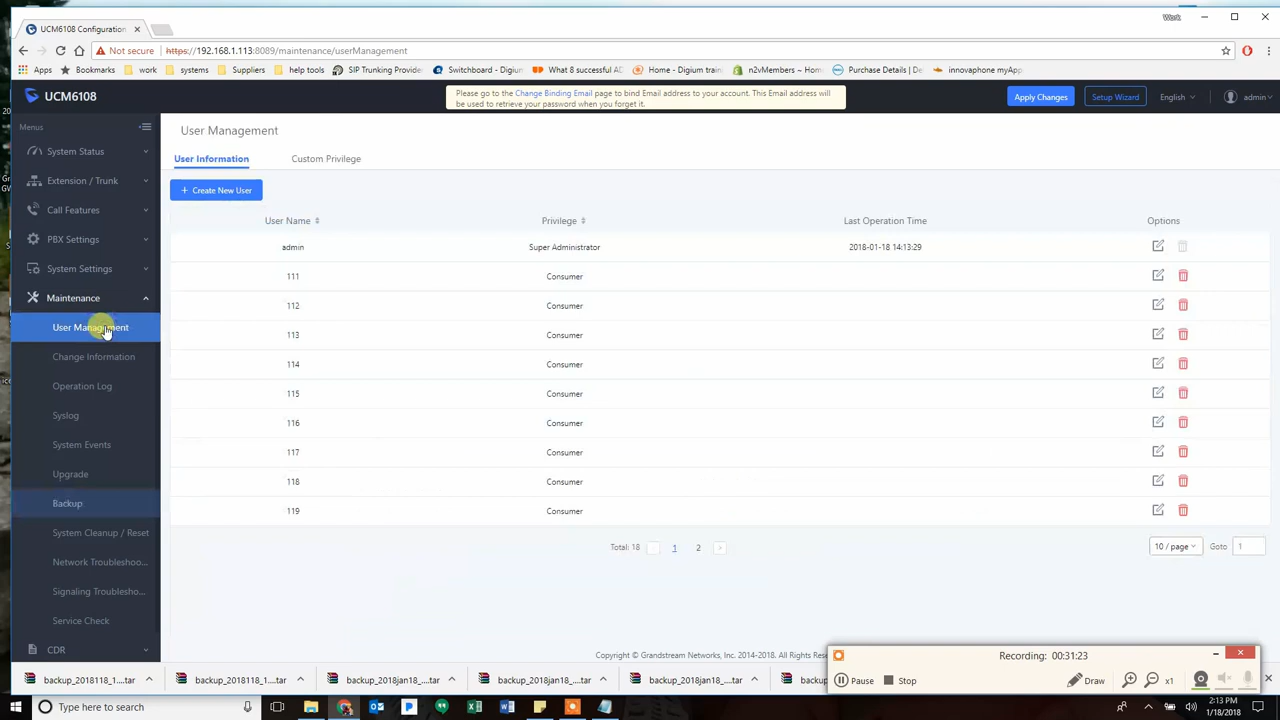 UCM6108 Configuration
Work
Not secure https://192.168.1.113:8089/maintenance/userManagement
Apps Bookmarks work systems Suppliers help tools SIP Trunking Provide Switchboard - Digium What 8 successful AD Home - Digium train n2vMembers ~ Hom Purchase Details | De innovaphone myApp
UCM6108
Please go to the Change Binding Email page to bind Email address to your account. This Email address will
be used to retrieve your password when you forget it.
Apply Changes Setup Wizard English admin
Menus
System Status
Extension / Trunk
Call Features
PBX Settings
System Settings
Maintenance
User Management
Change Information
Operation Log
Syslog
System Events
Upgrade
Backup
System Cleanup / Reset
Network Troubleshoo...
Signaling Troublesho...
Service Check
CDR
User Management
User Information Custom Privilege
+ Create New User
User Name Privilege Last Operation Time Options
admin Super Administrator 2018-01-18 14:13:29
111 Consumer
112 Consumer
113 Consumer
114 Consumer
115 Consumer
116 Consumer
117 Consumer
118 Consumer
119 Consumer
Total: 18 1 2 > 10 / page Goto 1
Copyright © Grandstream Networks, Inc. 2014-2018. All Rights Re
Recording: 00:31:23
Pause Stop Draw x1
backup_2018118_1....tar backup_2018118_1....tar backup_2018jan18_....tar backup_2018jan18_....tar backup_2018jan18_....tar
Type here to search
2:13 PM
1/18/2018